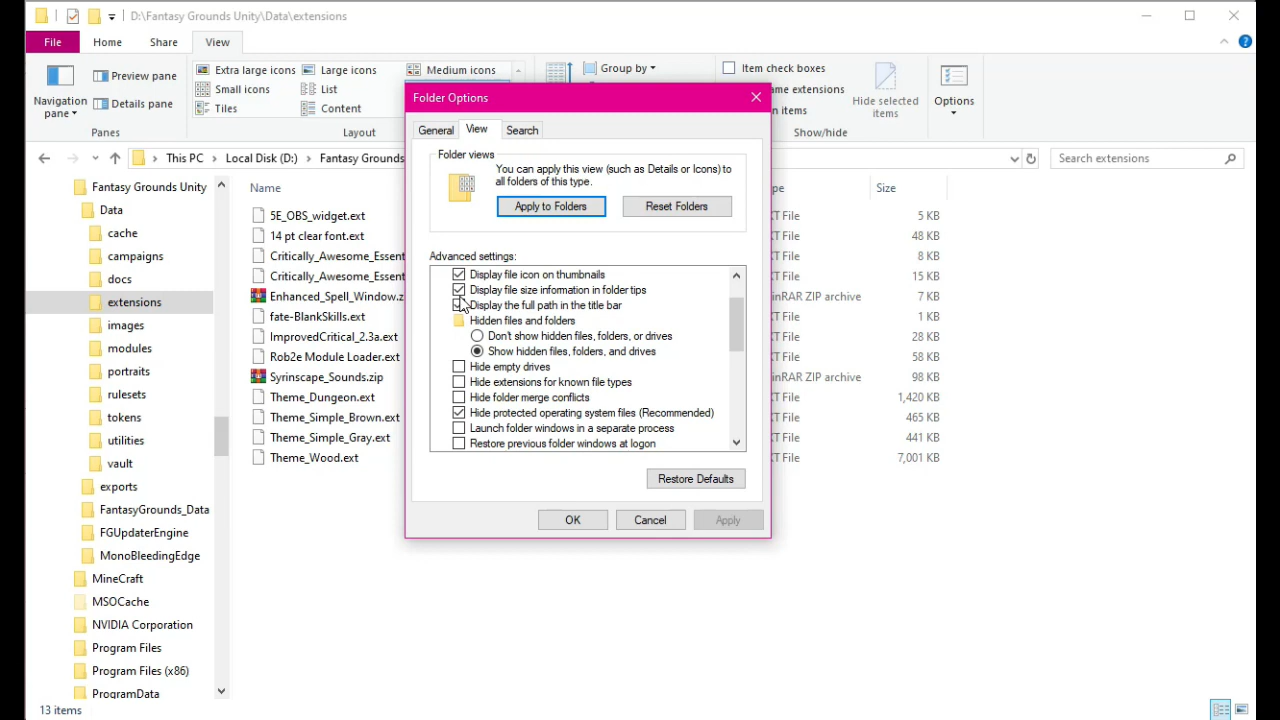 D:\Fantasy Grounds Unity\Data\extensions
File Home Share View
Navigation pane
Preview pane
Details pane
Panes
Extra large icons Large icons Medium icons
Small icons List
Tiles Content
Layout
Group by
Item check boxes
ame extensions
n items
Hide selected items
Show/hide
Options
This PC Local Disk (D:) Fantasy Grounds
Search extensions
Fantasy Grounds Unity
Data
cache
campaigns
docs
extensions
images
modules
portraits
rulesets
tokens
utilities
vault
exports
FantasyGrounds_Data
FGUpdaterEngine
MonoBleedingEdge
MineCraft
MSOCache
NVIDIA Corporation
Program Files
Program Files (x86)
ProgramData
13 items
Name pe Size
5E_OBS_widget.ext T File 5 KB
14 pt clear font.ext T File 48 KB
Critically_Awesome_Essent T File 8 KB
Critically_Awesome_Essent T File 15 KB
Enhanced_Spell_Window.z inRAR ZIP archive 9 KB
fate-BlankSkills.ext T File 1 KB
ImprovedCritical_2.3a.ext T File 28 KB
Rob2e Module Loader.ext T File 58 KB
Syrinscape_Sounds.zip inRAR ZIP archive 98 KB
Theme_Dungeon.ext T File 1,420 KB
Theme_Simple_Brown.ext T File 465 KB
Theme_Simple_Gray.ext T File 441 KB
Theme_Wood.ext T File 7,001 KB
Folder Options
General View Search
Folder views
You can apply this view (such as Details or Icons) to
all folders of this type.
Apply to Folders Reset Folders
Advanced settings:
Display file icon on thumbnails
Display file size information in folder tips
Display the full path in the title bar
Hidden files and folders
Don't show hidden files, folders, or drives
Show hidden files, folders, and drives
Hide empty drives
Hide extensions for known file types
Hide folder merge conflicts
Hide protected operating system files (Recommended)
Launch folder windows in a separate process
Restore previous folder windows at logon
Restore Defaults
OK Cancel Apply